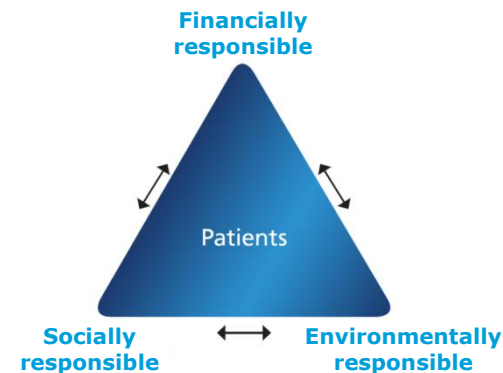 Financially
responsible
Patients
Socially
responsible
Environmentally
responsible